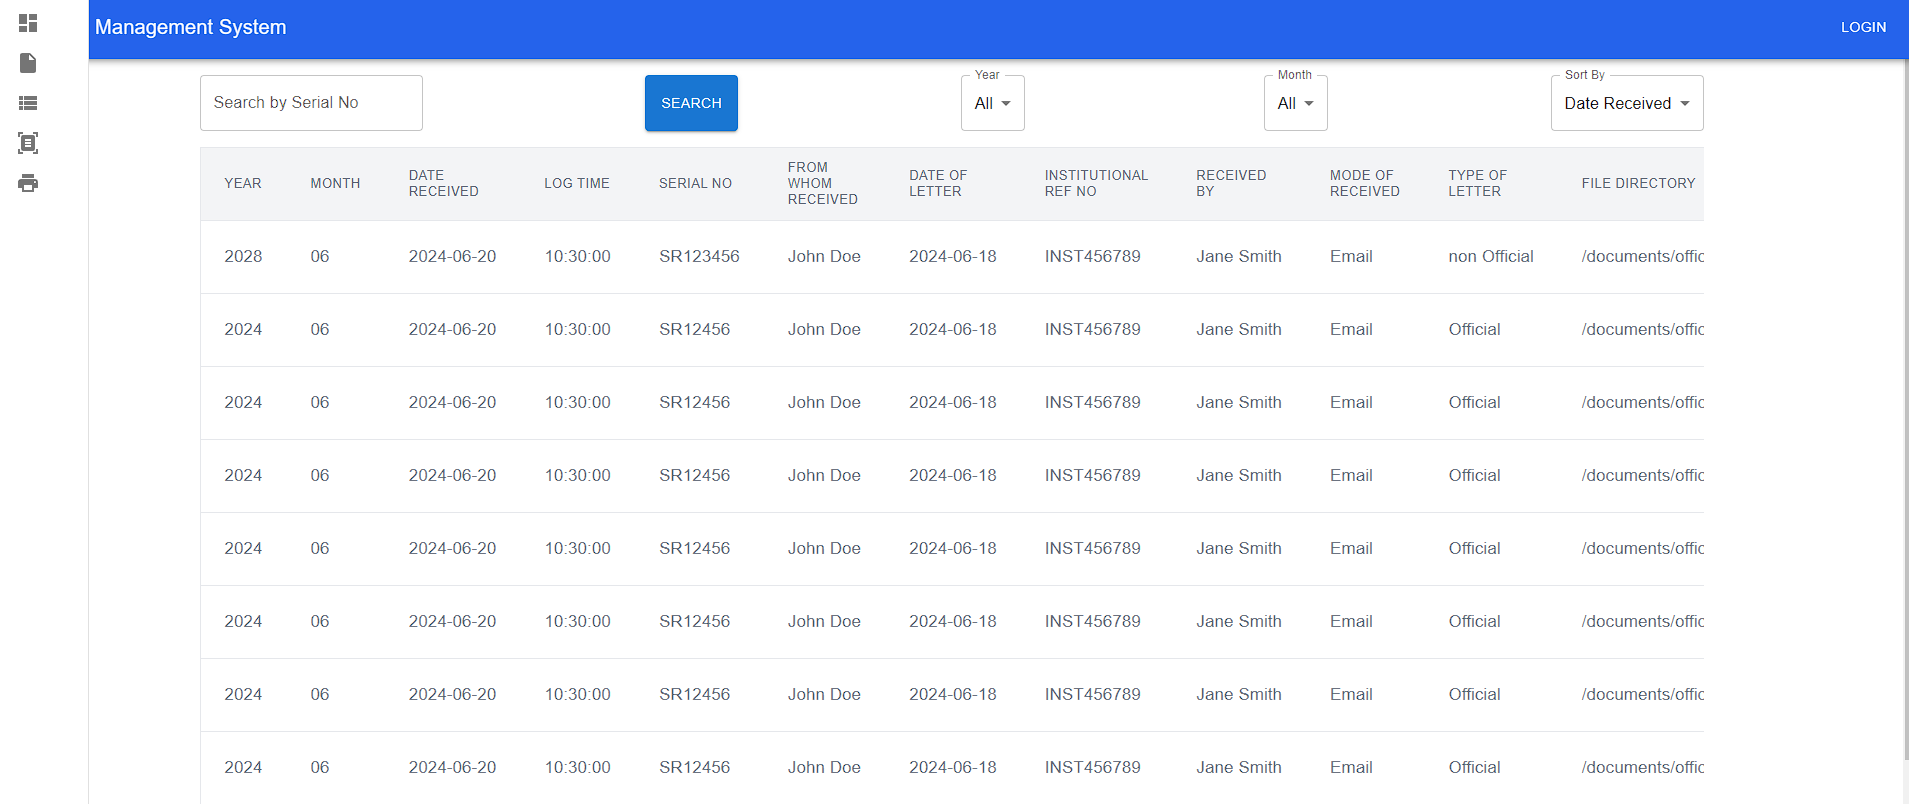 Management System LOGIN
Year Month Sort By
Search by Serial No SEARCH All All Date Received
YEAR MONTH DATE RECEIVED LOG TIME SERIAL NO FROM WHOM RECEIVED DATE OF LETTER INSTITUTIONAL REF NO RECEIVED BY MODE OF RECEIVED TYPE OF LETTER FILE DIRECTORY
2028 06 2024-06-20 10:30:00 SR123456 John Doe 2024-06-18 INST456789 Jane Smith Email non Official /documents/offic
2024 06 2024-06-20 10:30:00 SR12456 John Doe 2024-06-18 INST456789 Jane Smith Email Official /documents/offic
2024 06 2024-06-20 10:30:00 SR12456 John Doe 2024-06-18 INST456789 Jane Smith Email Official /documents/offic
2024 06 2024-06-20 10:30:00 SR12456 John Doe 2024-06-18 INST456789 Jane Smith Email Official /documents/offic
2024 06 2024-06-20 10:30:00 SR12456 John Doe 2024-06-18 INST456789 Jane Smith Email Official /documents/offic
2024 06 2024-06-20 10:30:00 SR12456 John Doe 2024-06-18 INST456789 Jane Smith Email Official /documents/offic
2024 06 2024-06-20 10:30:00 SR12456 John Doe 2024-06-18 INST456789 Jane Smith Email Official /documents/offic
2024 06 2024-06-20 10:30:00 SR12456 John Doe 2024-06-18 INST456789 Jane Smith Email Official /documents/offic